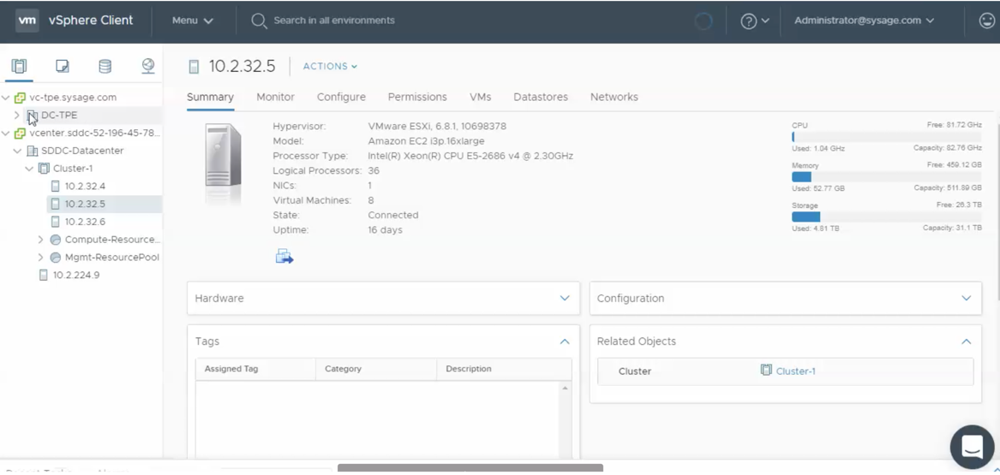 vm vSphere Client Menu Search in all environments Administrator@sysage.com
10.2.32.5 ACTIONS
Summary Monitor Configure Permissions VMs Datastores Networks
vc-tpe.sysage.com
DC-TPE
vcenter.sddc-52-196-45-78...
SDDC-Datacenter
Cluster-1
10.2.32.4
10.2.32.5
10.2.32.6
Compute-Resource...
Mgmt-ResourcePool
10.2.224.9
Hypervisor: VMware ESXi, 6.8.1, 10698378
Model: Amazon EC2 i3p.16xlarge
Processor Type: Intel(R) Xeon(R) CPU E5-2686 v4 @ 2.30GHz
Logical Processors: 36
NICs: 1
Virtual Machines: 8
State: Connected
Uptime: 16 days
CPU Free: 81.72 GHz
Used: 1.04 GHz Capacity: 82.76 GHz
Memory Free: 459.12 GB
Used: 52.77 GB Capacity: 511.89 GB
Storage Free: 26.3 TB
Used: 4.81 TB Capacity: 31.1 TB
Hardware
Configuration
Tags
Assigned Tag Category Description
Related Objects
Cluster Cluster-1